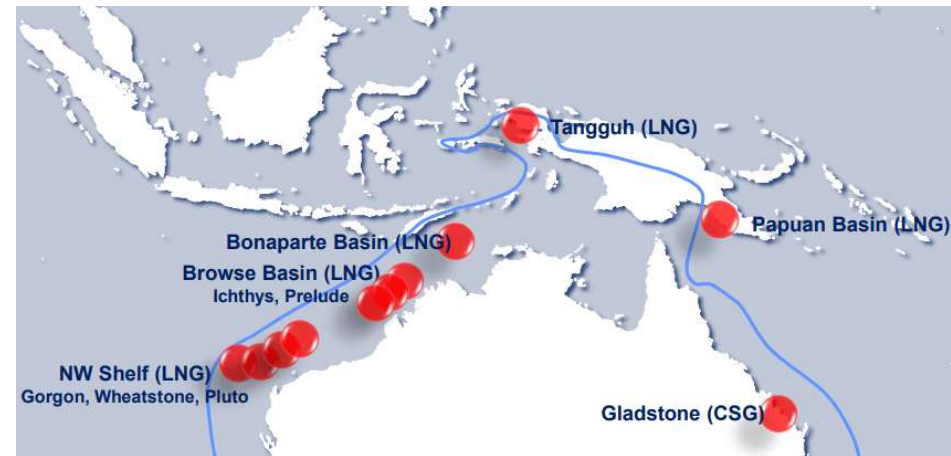 Tangguh (LNG)
Papuan Basin (LNG)
Bonaparte Basin (LNG)
Browse Basin (LNG)
Ichthys, Prelude
NW Shelf (LNG)
Gorgon, Wheatstone, Pluto
Gladstone (CSG)